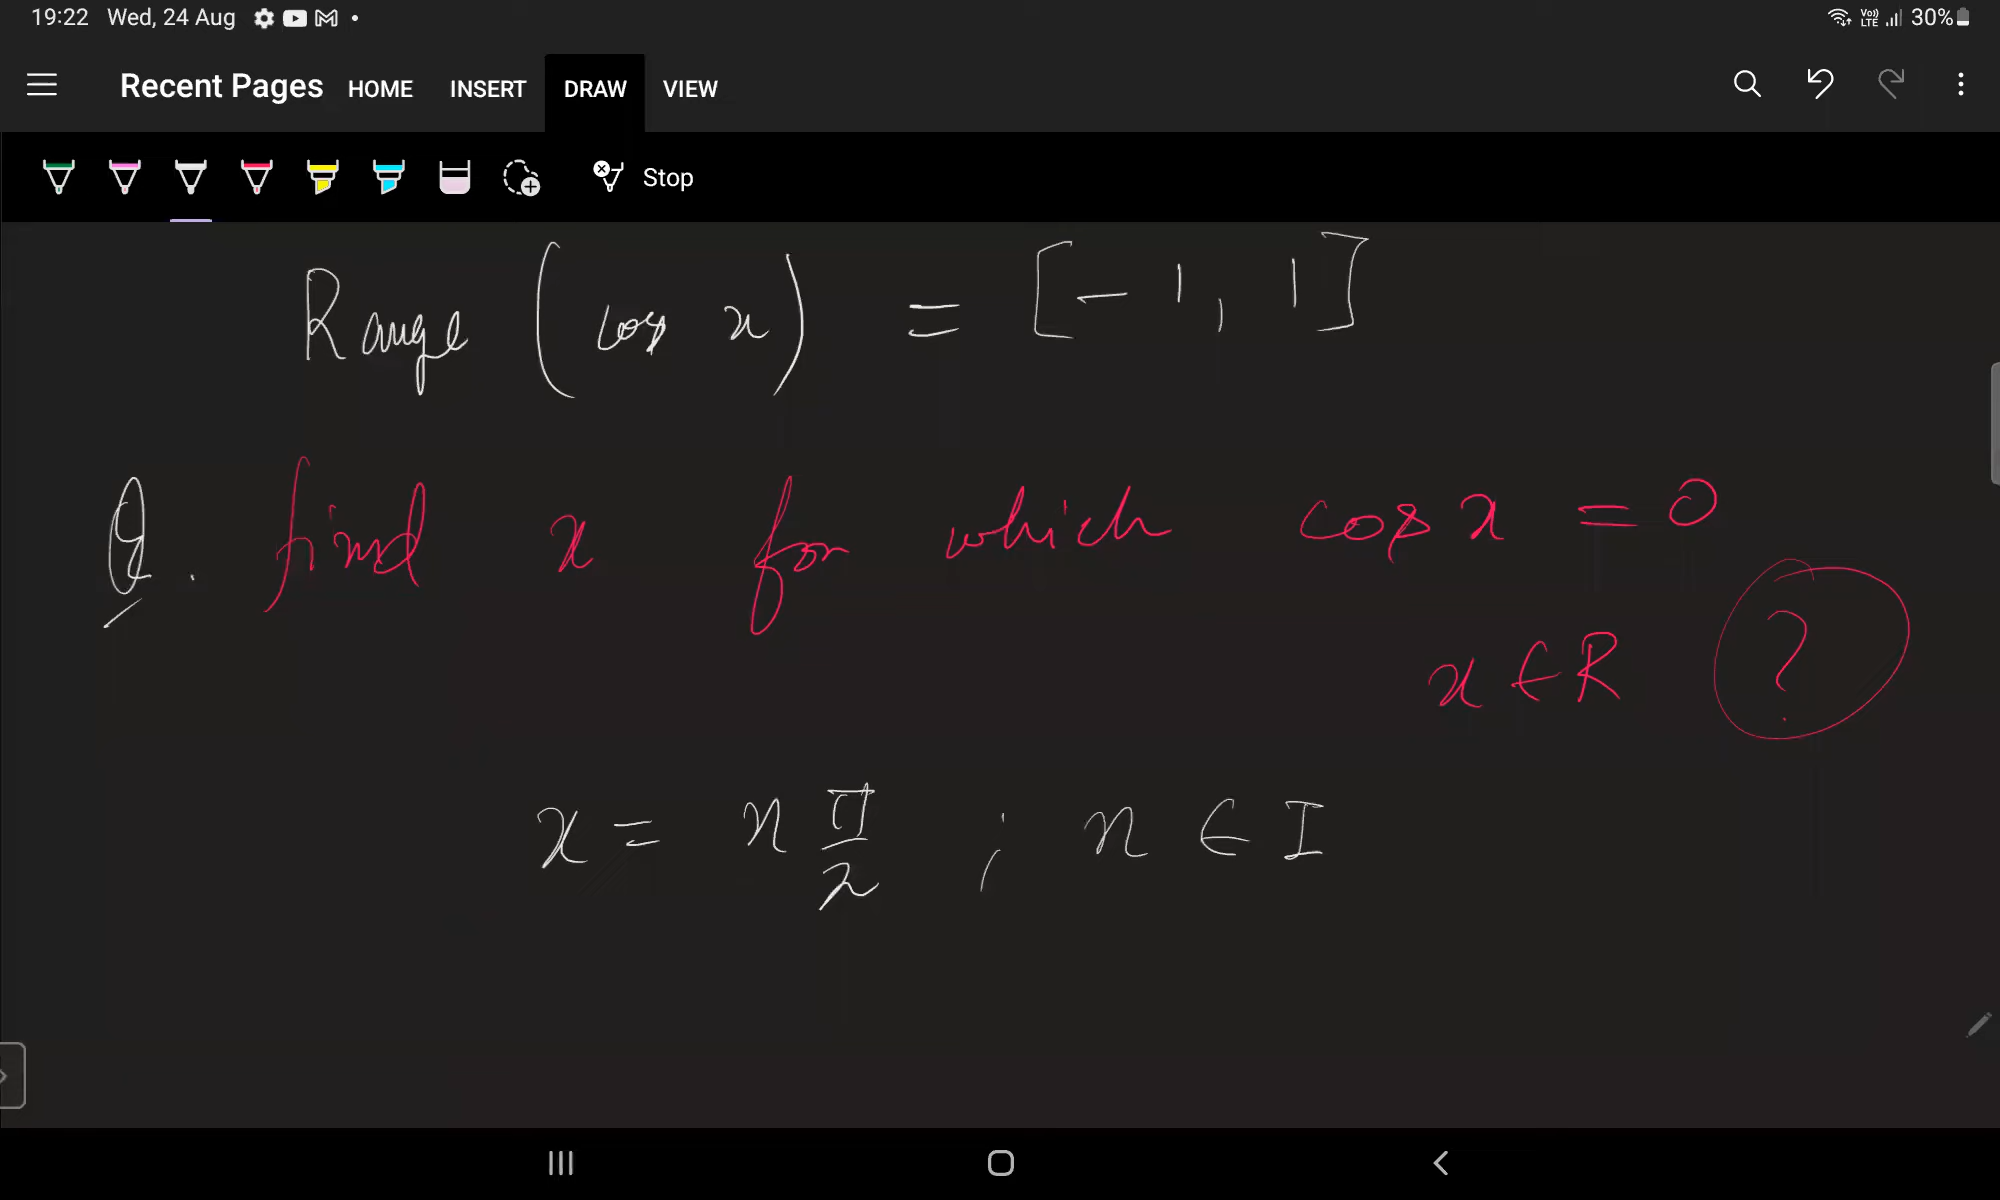 19:22 Wed, 24 Aug 30%
Recent Pages HOME INSERT DRAW VIEW
Stop
Range (cos x) = [-1, 1]
Q. find x for which cos x = 0
x ∈ R ?
x = n π/2 ; n ∈ I